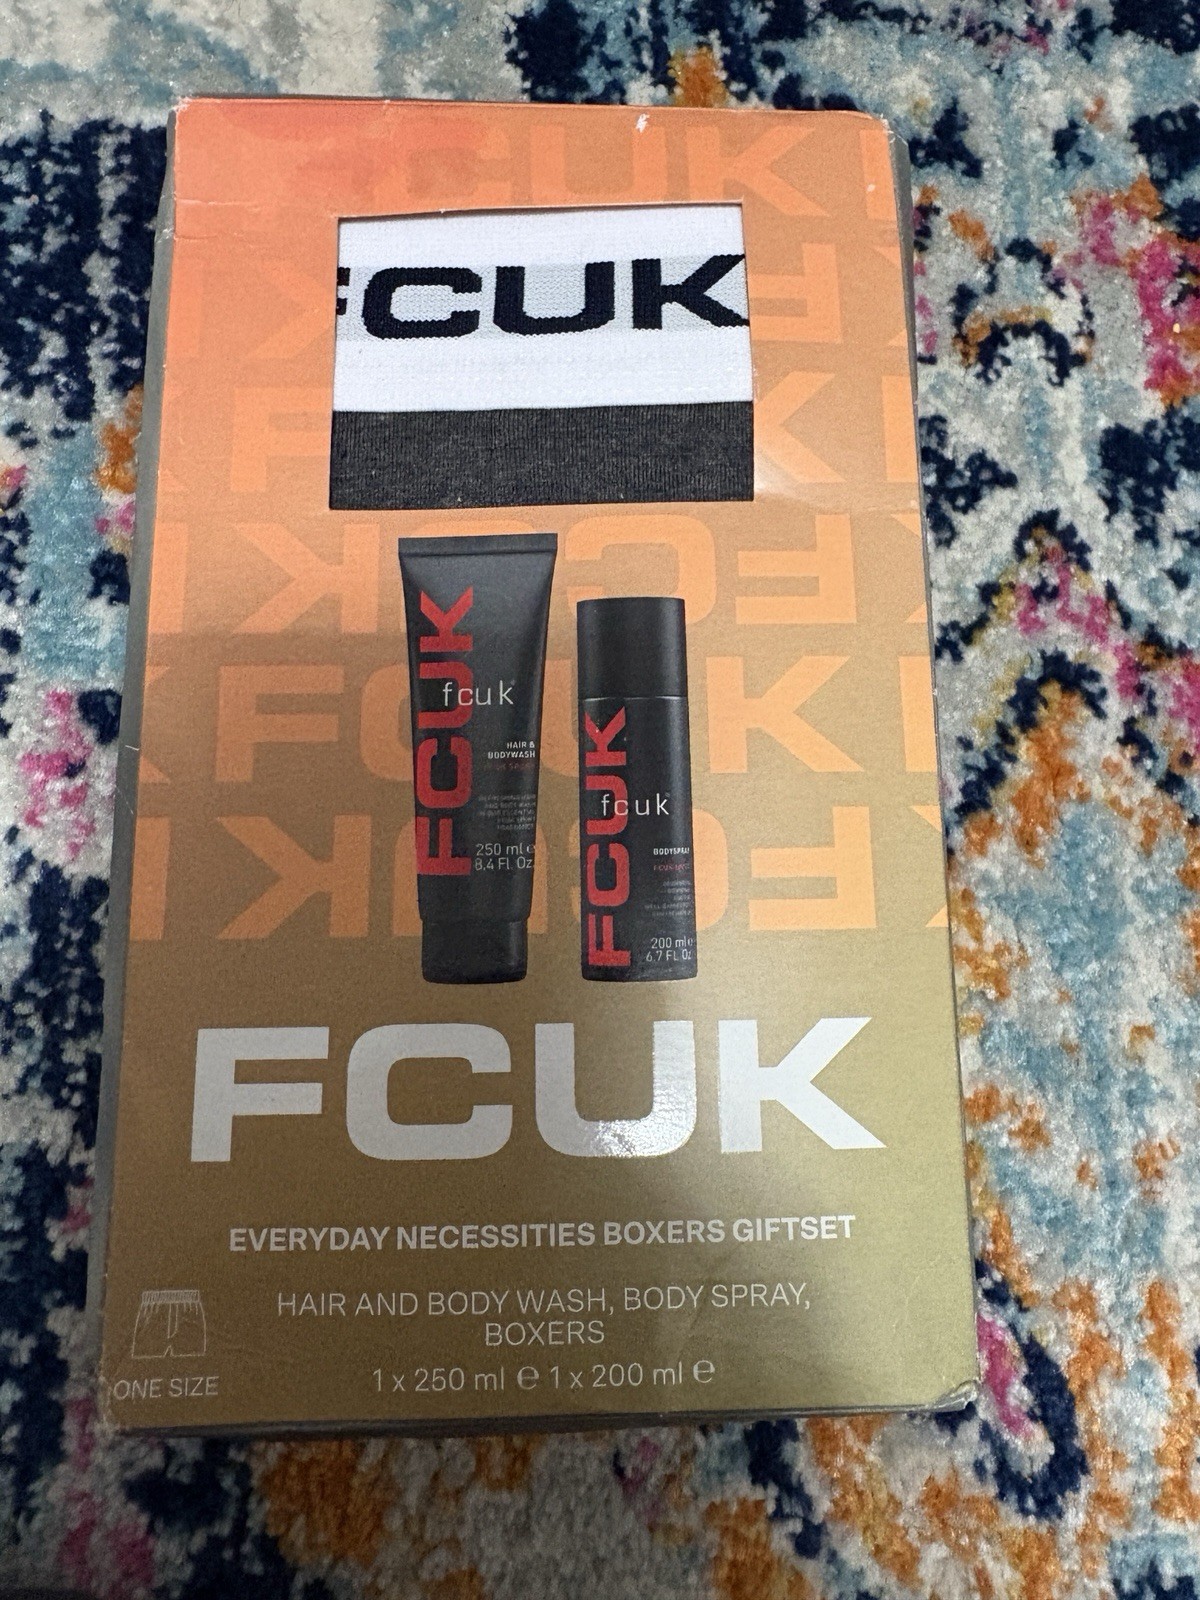 FCUK
FCUK
fcuk
HAIR &
BODYWASH
250 ml e
8.4 Fl. Oz.
FCUK
fcuk
BODYSPRAY
200 ml e
6.7 FL Oz
FCUK
EVERYDAY NECESSITIES BOXERS GIFTSET
HAIR AND BODY WASH, BODY SPRAY,
BOXERS
1 x 250 ml e 1 x 200 ml e
ONE SIZE